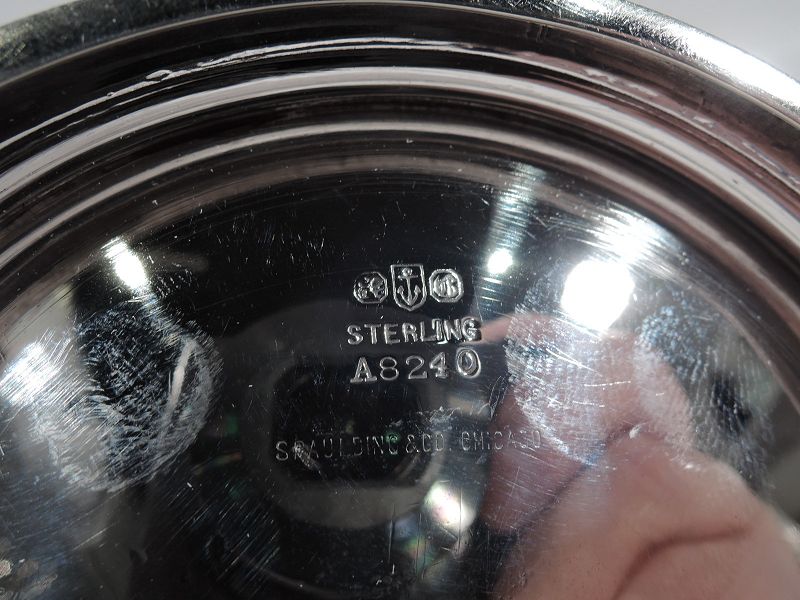 STERLING
A8240
SPAULDING & CO. CHICAGO